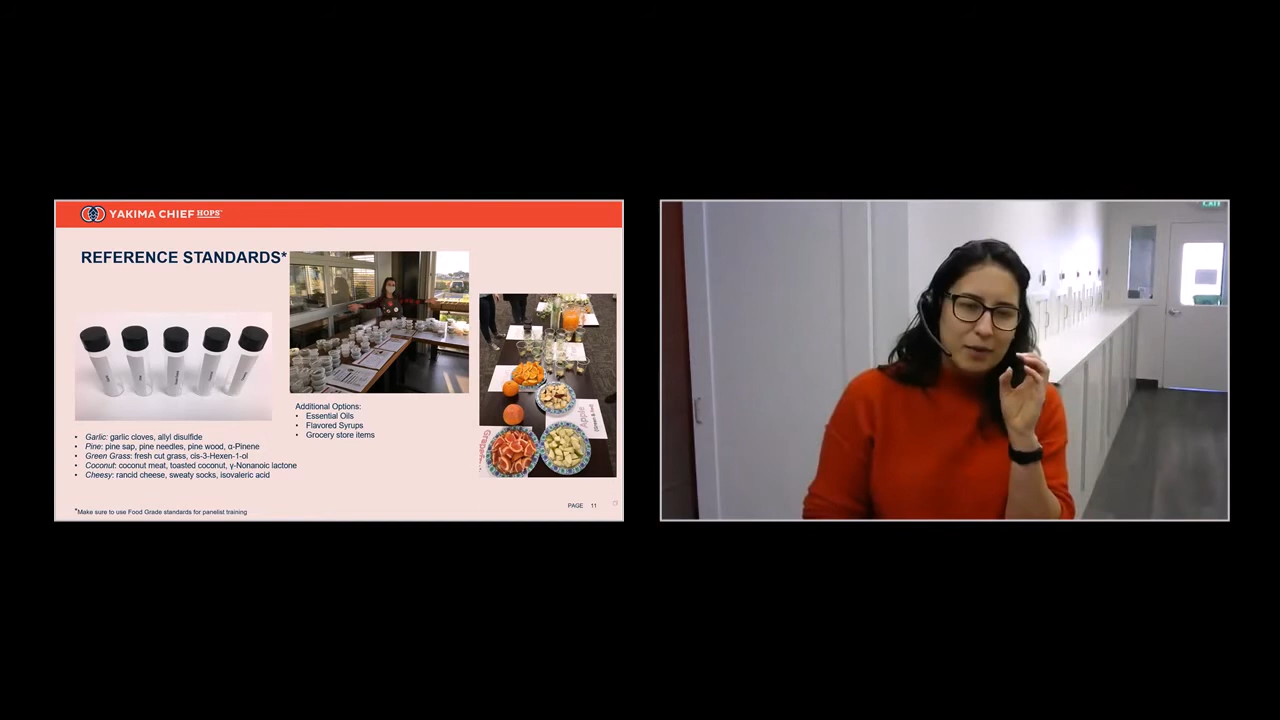 YAKIMA CHIEF HOPS
REFERENCE STANDARDS*
Additional Options:
• Essential Oils
• Flavored Syrups
• Grocery store items
• Garlic: garlic cloves, allyl disulfide
• Pine: pine sap, pine needles, pine wood, α-Pinene
• Green Grass: fresh cut grass, cis-3-Hexen-1-ol
• Coconut: coconut meat, toasted coconut, γ-Nonanoic lactone
• Cheesy: rancid cheese, sweaty socks, isovaleric acid
*Make sure to use Food Grade standards for panelist training
PAGE 11
Apple
EXIT